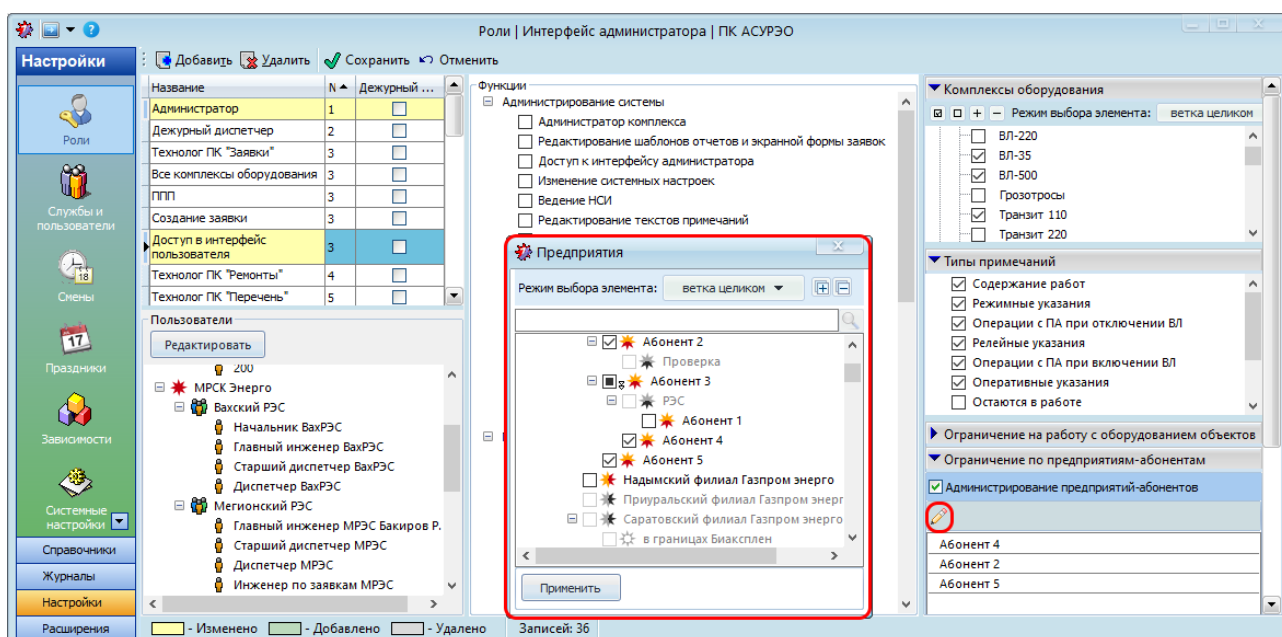 Роли | Интерфейс администратора | ПК АСУРЭО
Настройки
Добавить Удалить Сохранить Отменить
Роли
Службы и
пользователи
18
Смены
17
Праздники
Зависимости
Системные
настройки
Справочники
Журналы
Настройки
Расширения
Название N Дежурный ...
Администратор 1
Дежурный диспетчер 2
Технолог ПК "Заявки" 3
Все комплексы оборудования 3
ППП 3
Создание заявки 3
Доступ в интерфейс
пользователя 3
Технолог ПК "Ремонты" 4
Технолог ПК "Перечень" 5
Пользователи
Редактировать
200
МРСК Энерго
Вахский РЭС
Начальник ВахРЭС
Главный инженер ВахРЭС
Старший диспетчер ВахРЭС
Диспетчер ВахРЭС
Мегионский РЭС
Главный инженер МРЭС Бакиров Р.
Старший диспетчер МРЭС
Диспетчер МРЭС
Инженер по заявкам МРЭС
Функции
Администрирование системы
Администратор комплекса
Редактирование шаблонов отчетов и экранной формы заявок
Доступ к интерфейсу администратора
Изменение системных настроек
Ведение НСИ
Редактирование текстов примечаний
Предприятия
Режим выбора элемента: ветка целиком
Абонент 2
Проверка
Абонент 3
РЭС
Абонент 1
Абонент 4
Абонент 5
Надымский филиал Газпром энерго
Приуральский филиал Газпром энерг
Саратовский филиал Газпром энерго
в границах Биаксплен
Применить
Комплексы оборудования
Режим выбора элемента: ветка целиком
ВЛ-220
ВЛ-35
ВЛ-500
Грозотросы
Транзит 110
Транзит 220
Типы примечаний
Содержание работ
Режимные указания
Операции с ПА при отключении ВЛ
Релейные указания
Операции с ПА при включении ВЛ
Оперативные указания
Остаются в работе
Ограничение на работу с оборудованием объектов
Ограничение по предприятиям-абонентам
Администрирование предприятий-абонентов
Абонент 4
Абонент 2
Абонент 5
- Изменено - Добавлено - Удалено Записей: 36